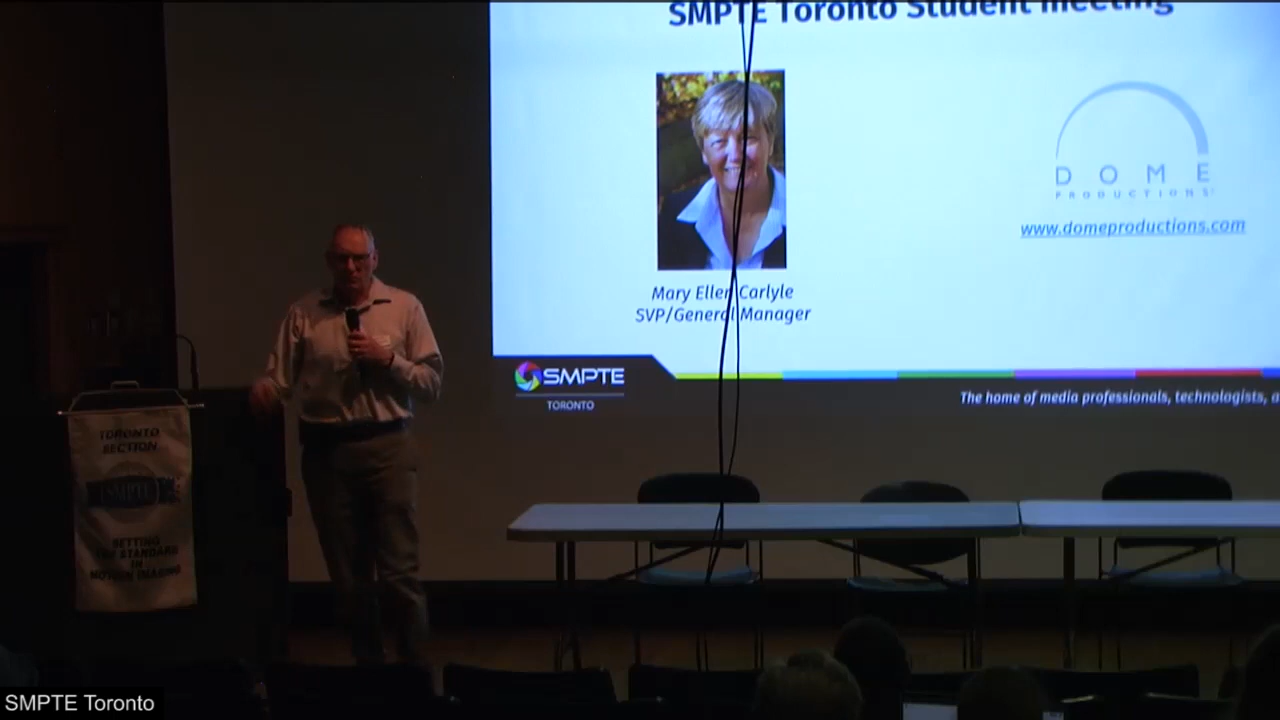 SMPTE Toronto Student Meeting
DOME
PRODUCTIONS
www.domeproductions.com
Mary Ellen Carlyle
SVP/General Manager
SMPTE
TORONTO
The home of media professionals, technologists, a
TORONTO
SECTION
SMPTE
SETTING
THE STANDARD
IN
MOTION IMAGING
SMPTE Toronto